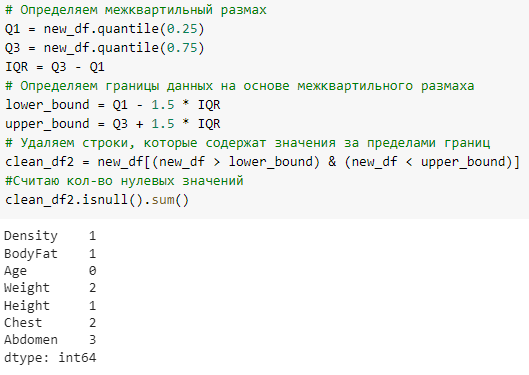 # Определяем межквартильный размах
Q1 = new_df.quantile(0.25)
Q3 = new_df.quantile(0.75)
IQR = Q3 - Q1
# Определяем границы данных на основе межквартильного размаха
lower_bound = Q1 - 1.5 * IQR
upper_bound = Q3 + 1.5 * IQR
# Удаляем строки, которые содержат значения за пределами границ
clean_df2 = new_df[(new_df > lower_bound) & (new_df < upper_bound)]
#Считаю кол-во нулевых значений
clean_df2.isnull().sum()
Density    1
BodyFat    1
Age        0
Weight     2
Height     1
Chest      2
Abdomen    3
dtype: int64